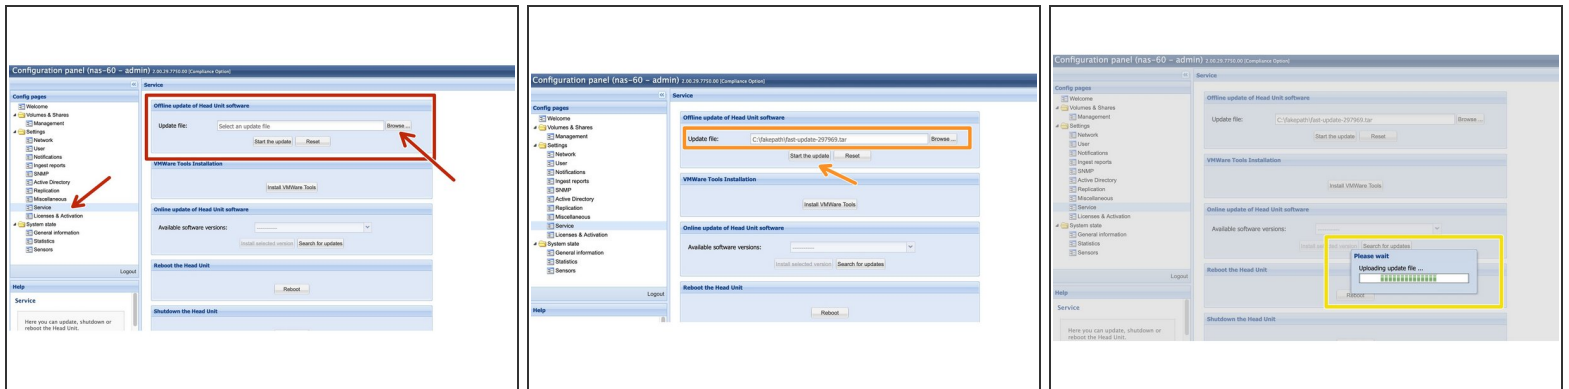 Configuration panel (nas-60 - admin) 2.00.29.7750.00 [Compliance Option]
Config pages
Welcome
Volumes & Shares
Management
Settings
Network
User
Notifications
Ingest reports
SNMP
Active Directory
Replication
Miscellaneous
Service
Licenses & Activation
System state
General information
Statistics
Sensors
Logout
Help
Service
Here you can update, shutdown or
reboot the Head Unit.
Service
Offline update of Head Unit software
Update file: Select an update file Browse ...
Start the update Reset
VMWare Tools Installation
Install VMWare Tools
Online update of Head Unit software
Available software versions: ----------
Install selected version Search for updates
Reboot the Head Unit
Reboot
Shutdown the Head Unit
Configuration panel (nas-60 - admin) 2.00.29.7750.00 [Compliance Option]
Config pages
Welcome
Volumes & Shares
Management
Settings
Network
User
Notifications
Ingest reports
SNMP
Active Directory
Replication
Miscellaneous
Service
Licenses & Activation
System state
General information
Statistics
Sensors
Logout
Help
Service
Offline update of Head Unit software
Update file: C:\fakepath\fast-update-297969.tar Browse ...
Start the update Reset
VMWare Tools Installation
Install VMWare Tools
Online update of Head Unit software
Available software versions: ----------
Install selected version Search for updates
Reboot the Head Unit
Reboot
Configuration panel (nas-60 - admin) 2.00.29.7750.00 [Compliance Option]
Config pages
Welcome
Volumes & Shares
Management
Settings
Network
User
Notifications
Ingest reports
SNMP
Active Directory
Replication
Miscellaneous
Service
Licenses & Activation
System state
General information
Statistics
Sensors
Logout
Help
Service
Here you can update, shutdown or
reboot the Head Unit.
Service
Offline update of Head Unit software
Update file: C:\fakepath\fast-update-297969.tar Browse ...
Start the update Reset
VMWare Tools Installation
Install VMWare Tools
Online update of Head Unit software
Available software versions: ----------
Install selected version Search for updates
Please wait
Uploading update file ...
Reboot the Head Unit
Reboot
Shutdown the Head Unit